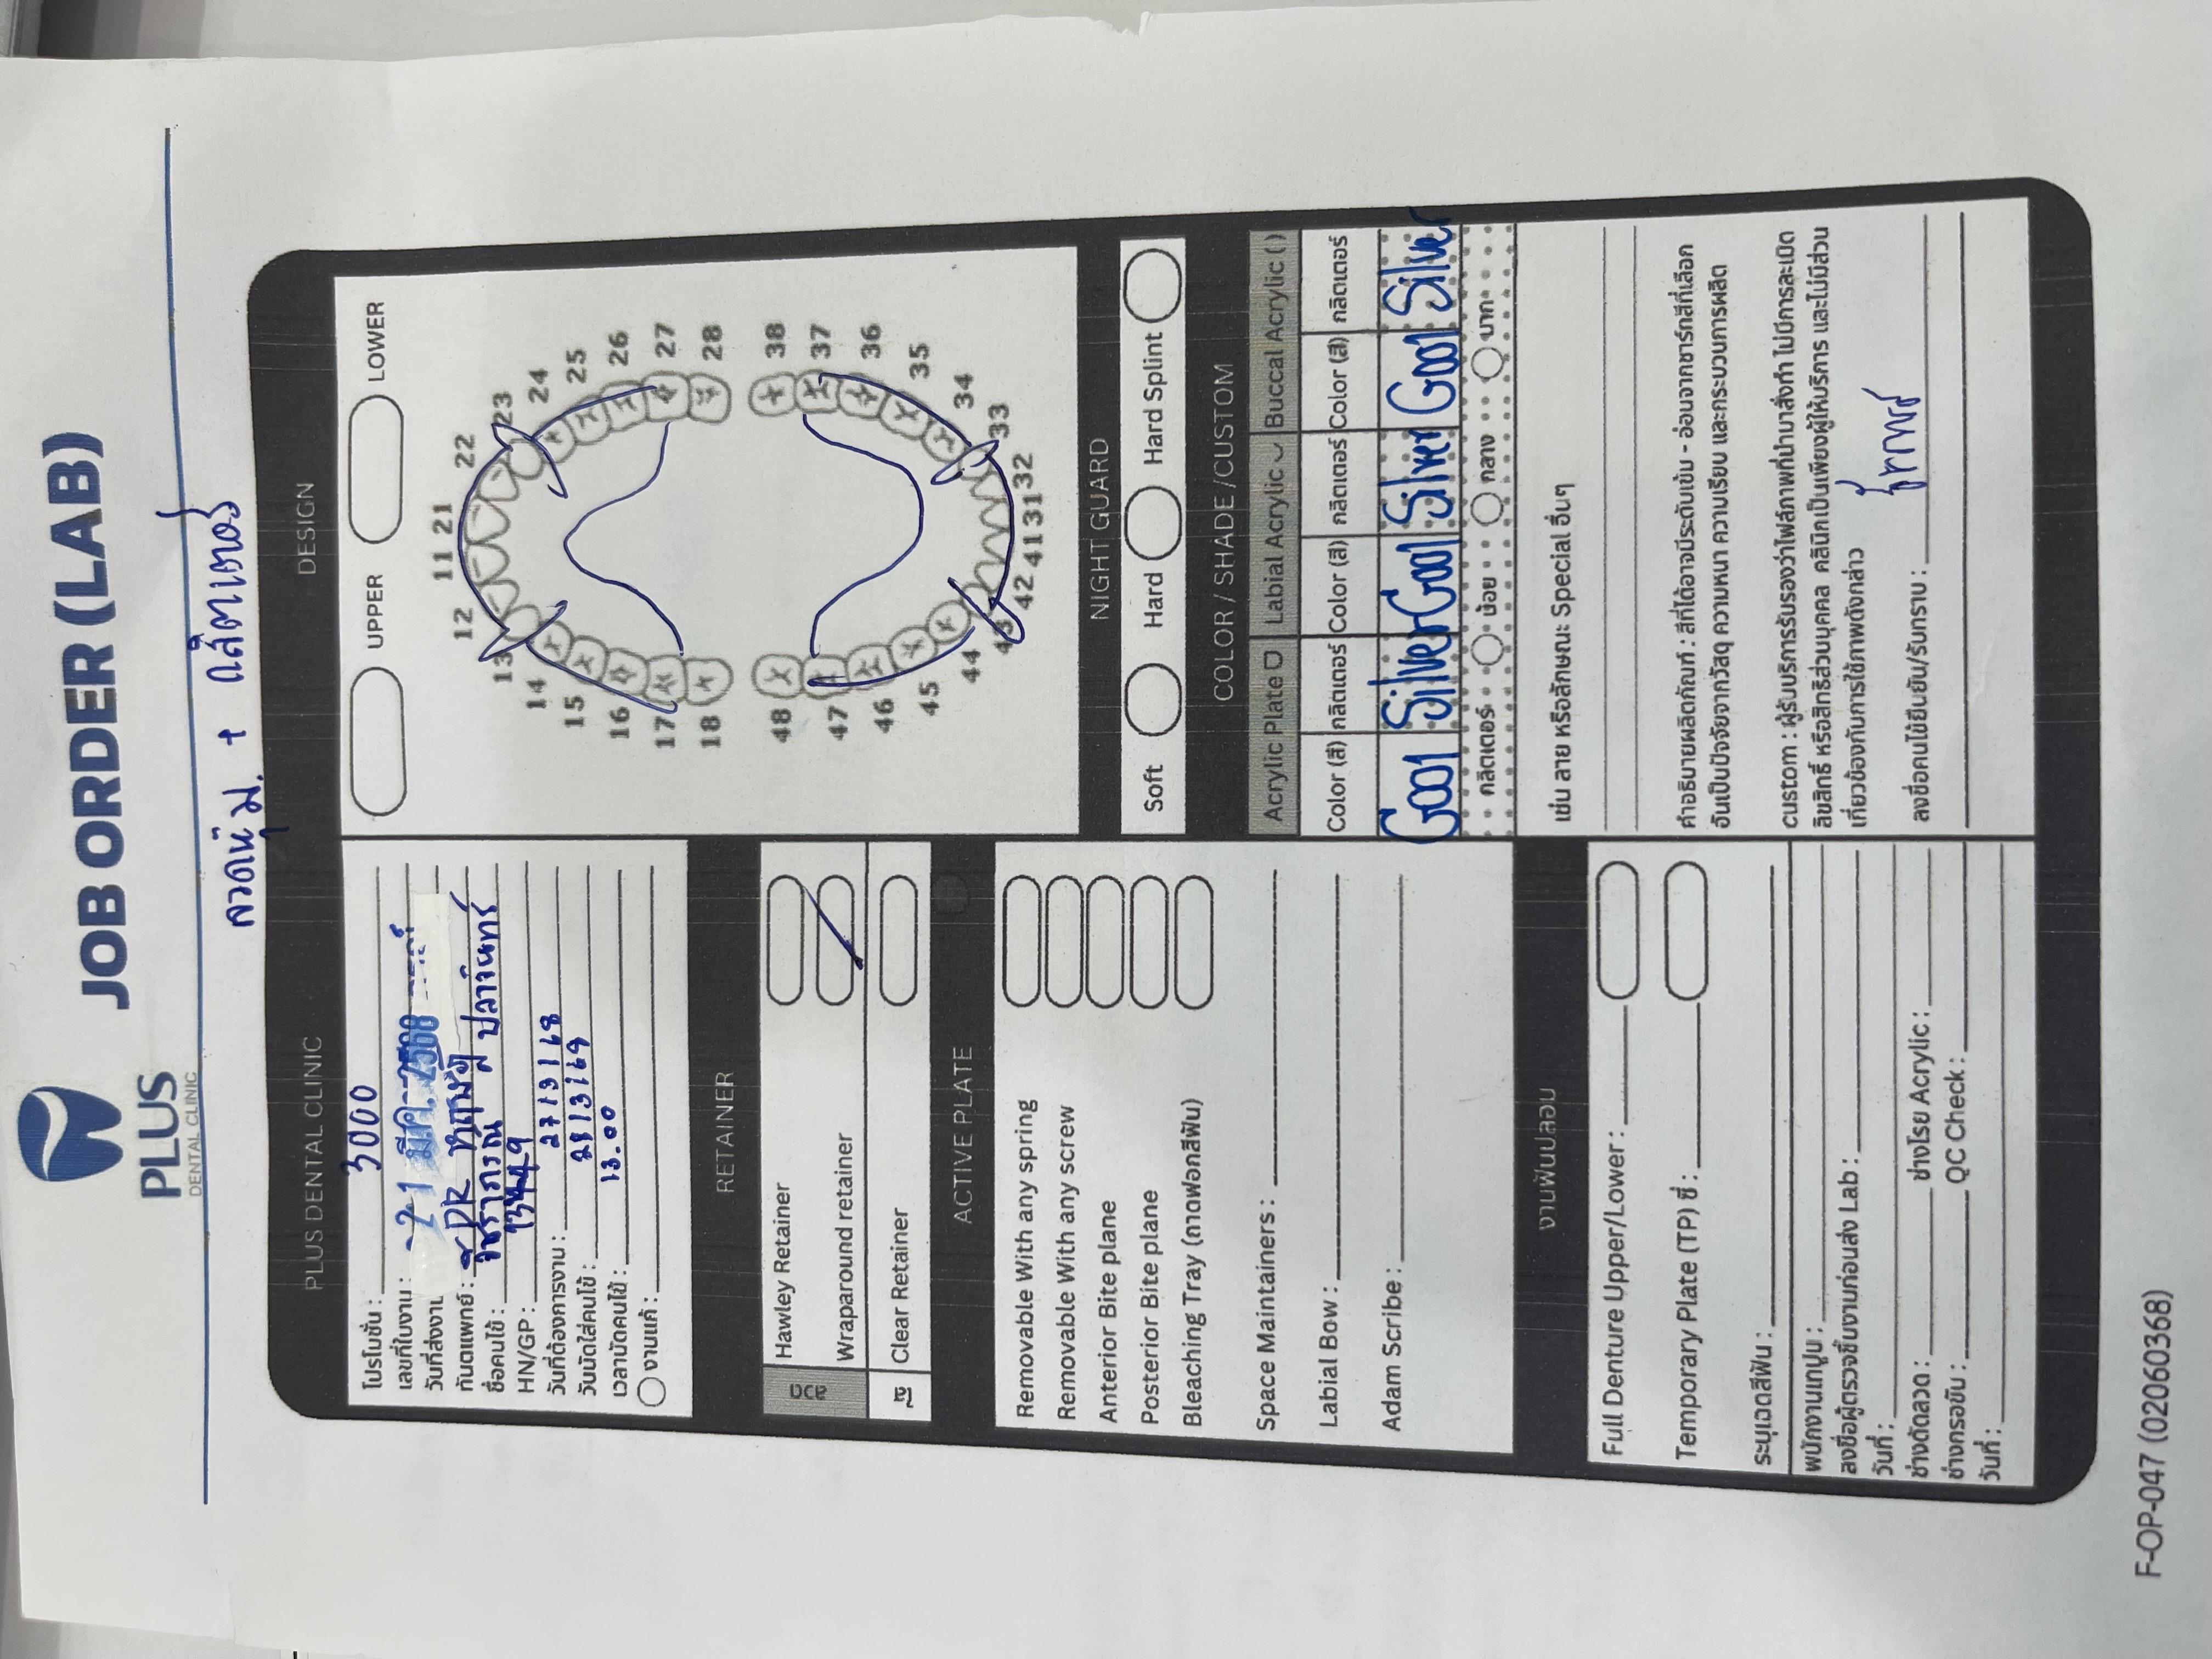 PLUS
DENTAL CLINIC
JOB ORDER (LAB)
ลวดหุ้ม. + กลิตเตอร์
PLUS DENTAL CLINIC
โปรโมชั่น : 3000
เลขที่ใบงาน :
วันที่ส่งงาน 21 มี.ค. 2568
ทันตแพทย์ : DR
ชื่อคนไข้ : วัชราภรณ์ ปลาจันทร์
HN/GP : 13449
วันที่ต้องการงาน : 27/3/68
วันนัดใส่คนไข้ : 28/3/68
เวลานัดคนไข้ : 13.00
งานแก้ :
RETAINER
ลวด
Hawley Retainer
Wraparound retainer
ใส
Clear Retainer
ACTIVE PLATE
Removable With any spring
Removable With any screw
Anterior Bite plane
Posterior Bite plane
Bleaching Tray (ถาดฟอกสีฟัน)
Space Maintainers :
Labial Bow :
Adam Scribe :
งานฟันปลอม
Full Denture Upper/Lower :
Temporary Plate (TP) ซี่ :
ระบุเฉดสีฟัน :
พนักงานเทปูน :
ลงชื่อผู้ตรวจชิ้นงานก่อนส่ง Lab :
วันที่ :
ช่างดัดลวด : ช่างโรย Acrylic :
ช่างกรอขัด : QC Check :
วันที่ :
DESIGN
UPPER LOWER
11 21
12 22
13 23
14 24
15 25
16 26
17 27
18 28
48 38
47 37
46 36
45 35
44 34
43 33
42 41 31 32
NIGHT GUARD
Soft Hard Hard Splint
COLOR / SHADE /CUSTOM
Acrylic Plate Labial Acrylic Buccal Acrylic ( )
Color (สี) กลิตเตอร์ Color (สี) กลิตเตอร์ Color (สี) กลิตเตอร์
G001 Silver G001 Silver G001 Silver
กลิตเตอร์ น้อย กลาง มาก
เช่น ลาย หรือลักษณะ Special อื่นๆ
คำอธิบายผลิตภัณฑ์ : สีที่ได้อาจมีระดับเข้ม - อ่อนจากชาร์ทสีที่เลือก
อันเป็นปัจจัยจากวัสดุ ความหนา ความเรียบ และกระบวนการผลิต
custom : ผู้รับบริการรับรองว่าไฟล์ภาพที่นำมาสั่งทำ ไม่มีการละเมิด
ลิขสิทธิ์ หรือสิทธิส่วนบุคคล คลินิกเป็นเพียงผู้ให้บริการ และไม่มีส่วน
เกี่ยวข้องกับการใช้ภาพดังกล่าว
ลงชื่อคนไข้ยืนยัน/รับทราบ :
F-OP-047 (02060368)